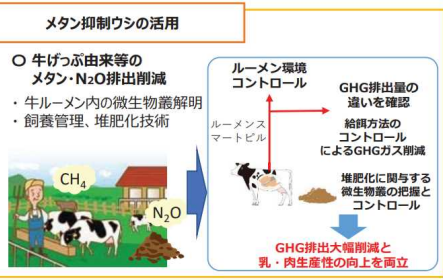 メタン抑制ウシの活用
○ 牛げっぷ由来等の
メタン・N2O排出削減
・ 牛ルーメン内の微生物叢解明
・ 飼養管理、堆肥化技術
CH4
N2O
ルーメン環境
コントロール
ルーメンス
マートピル
GHG排出量の
違いを確認
給餌方法の
コントロール
によるGHGガス削減
堆肥化に関与する
微生物叢の把握と
コントロール
GHG排出大幅削減と
乳・肉生産性の向上を両立